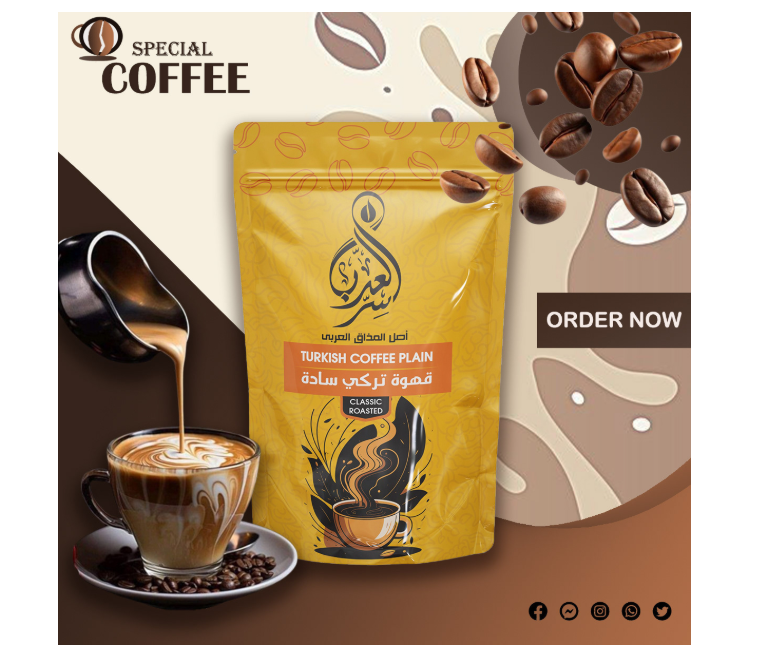 SPECIAL
COFFEE
سر العرب
أصل المذاق العربي
TURKISH COFFEE PLAIN
قهوة تركي سادة
CLASSIC
ROASTED
ORDER NOW